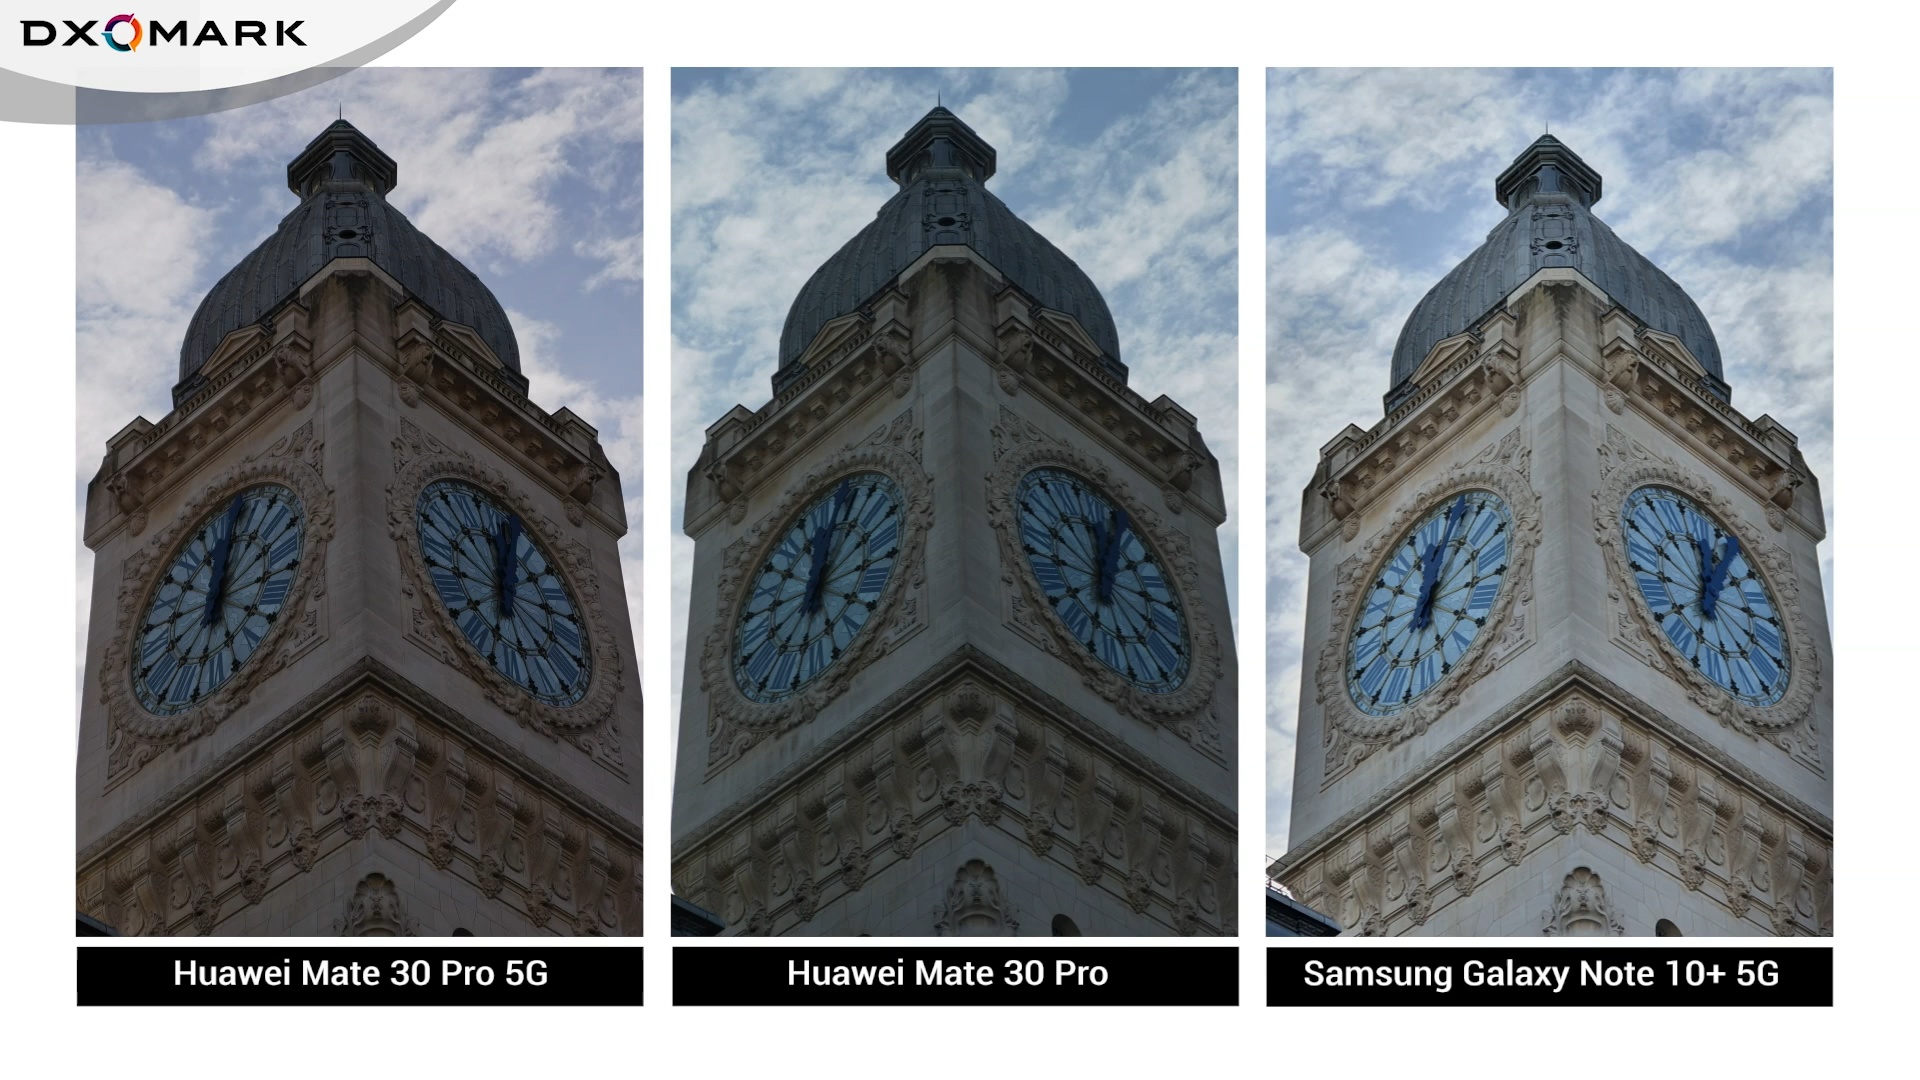 DXOMARK
Huawei Mate 30 Pro 5G
Huawei Mate 30 Pro
Samsung Galaxy Note 10+ 5G